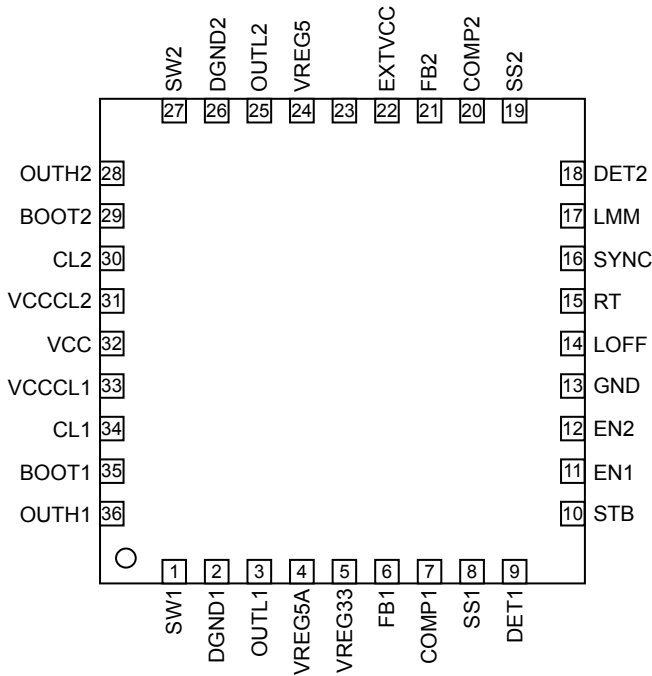 SW2
DGND2
OUTL2
VREG5
EXTVCC
FB2
COMP2
SS2
27
26
25
24
23
22
21
20
19
OUTH2 28
18 DET2
BOOT2 29
17 LMM
CL2 30
16 SYNC
VCCCL2 31
15 RT
VCC 32
14 LOFF
VCCCL1 33
13 GND
CL1 34
12 EN2
BOOT1 35
11 EN1
OUTH1 36
10 STB
1
2
3
4
5
6
7
8
9
SW1
DGND1
OUTL1
VREG5A
VREG33
FB1
COMP1
SS1
DET1